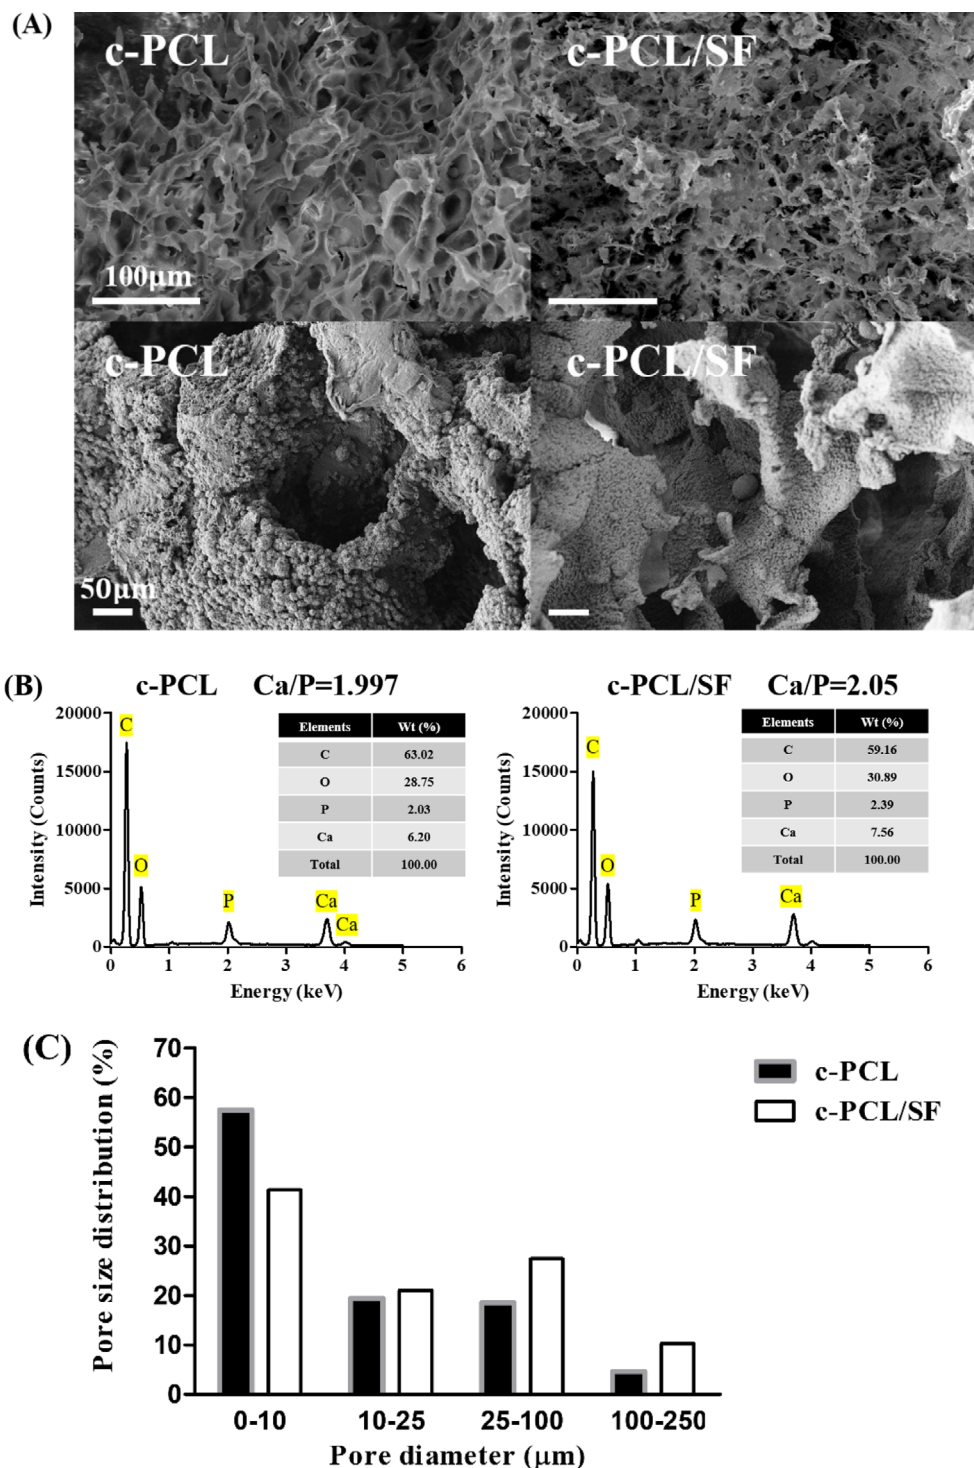 (A)
c-PCL
c-PCL/SF
100μm
c-PCL
c-PCL/SF
50μm
(B)
c-PCL Ca/P=1.997
20000
15000
10000
5000
0
Intensity (Counts)
C
O
P
Ca
Ca
Elements Wt (%)
C 63.02
O 28.75
P 2.03
Ca 6.20
Total 100.00
0 1 2 3 4 5 6
Energy (keV)
c-PCL/SF Ca/P=2.05
20000
15000
10000
5000
0
Intensity (Counts)
C
O
P
Ca
Elements Wt (%)
C 59.16
O 30.89
P 2.39
Ca 7.56
Total 100.00
0 1 2 3 4 5 6
Energy (keV)
(C)
70
60
50
40
30
20
10
0
Pore size distribution (%)
c-PCL
c-PCL/SF
0-10 10-25 25-100 100-250
Pore diameter (μm)